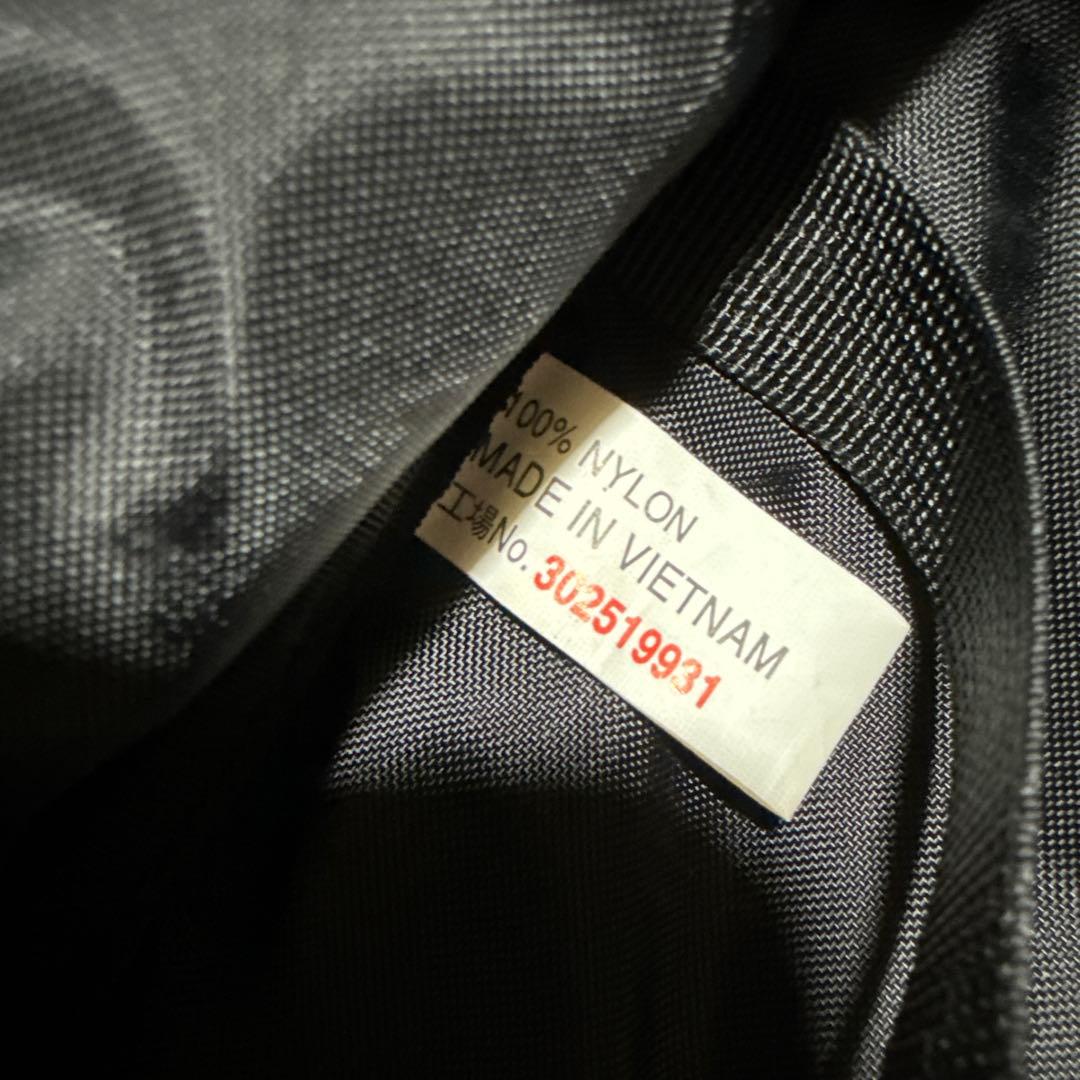 100% NYLON
MADE IN VIETNAM
工場No.302519931